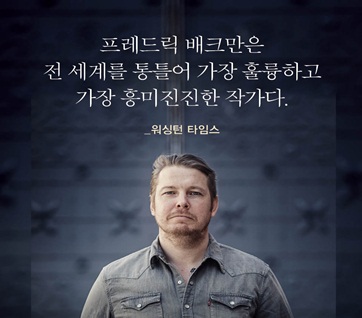 프레드릭 배크만은
전 세계를 통틀어 가장 훌륭하고
가장 흥미진진한 작가다.
_워싱턴 타임스